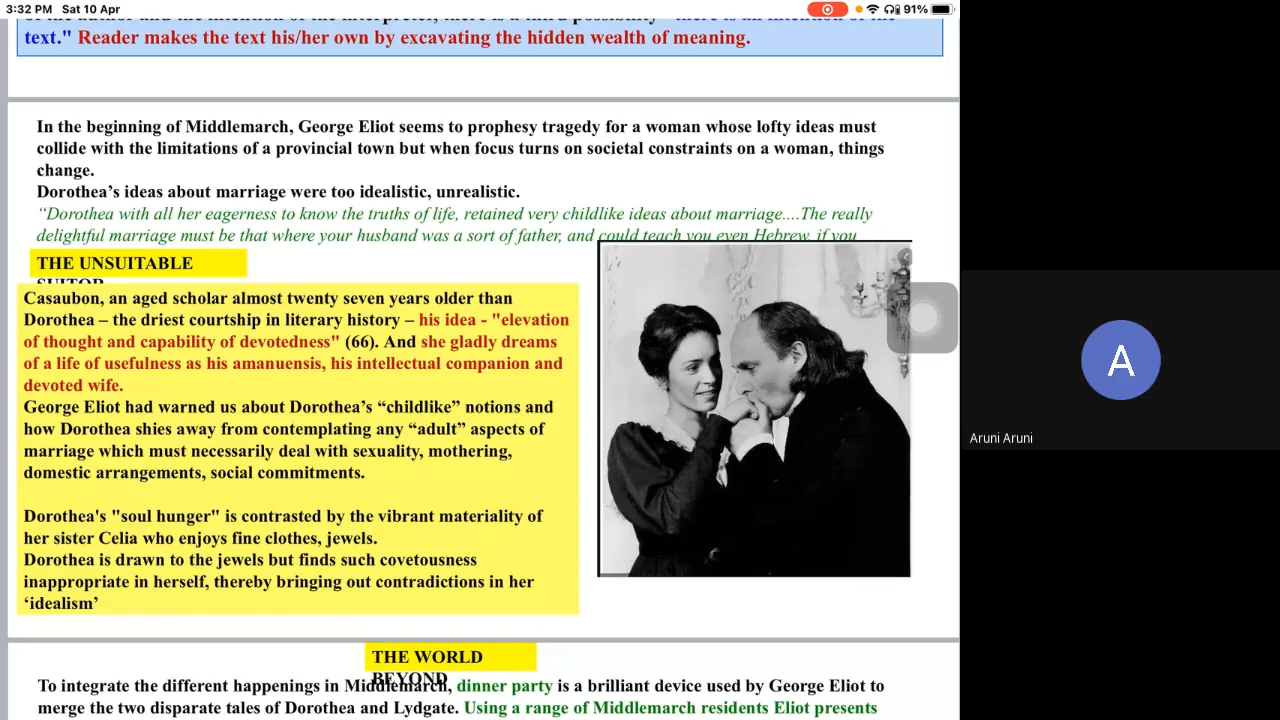 3:32 PM Sat 10 Apr
91%
text." Reader makes the text his/her own by excavating the hidden wealth of meaning.
In the beginning of Middlemarch, George Eliot seems to prophesy tragedy for a woman whose lofty ideas must
collide with the limitations of a provincial town but when focus turns on societal constraints on a woman, things
change.
Dorothea's ideas about marriage were too idealistic, unrealistic.
“Dorothea with all her eagerness to know the truths of life, retained very childlike ideas about marriage....The really
delightful marriage must be that where your husband was a sort of father, and could teach you even Hebrew, if you
THE UNSUITABLE
SUITOR
Casaubon, an aged scholar almost twenty seven years older than
Dorothea – the driest courtship in literary history – his idea - "elevation
of thought and capability of devotedness" (66). And she gladly dreams
of a life of usefulness as his amanuensis, his intellectual companion and
devoted wife.
George Eliot had warned us about Dorothea’s “childlike” notions and
how Dorothea shies away from contemplating any “adult” aspects of
marriage which must necessarily deal with sexuality, mothering,
domestic arrangements, social commitments.
Dorothea's "soul hunger" is contrasted by the vibrant materiality of
her sister Celia who enjoys fine clothes, jewels.
Dorothea is drawn to the jewels but finds such covetousness
inappropriate in herself, thereby bringing out contradictions in her
‘idealism’
THE WORLD
BEYOND
To integrate the different happenings in Middlemarch, dinner party is a brilliant device used by George Eliot to
merge the two disparate tales of Dorothea and Lydgate. Using a range of Middlemarch residents Eliot presents
A
Aruni Aruni